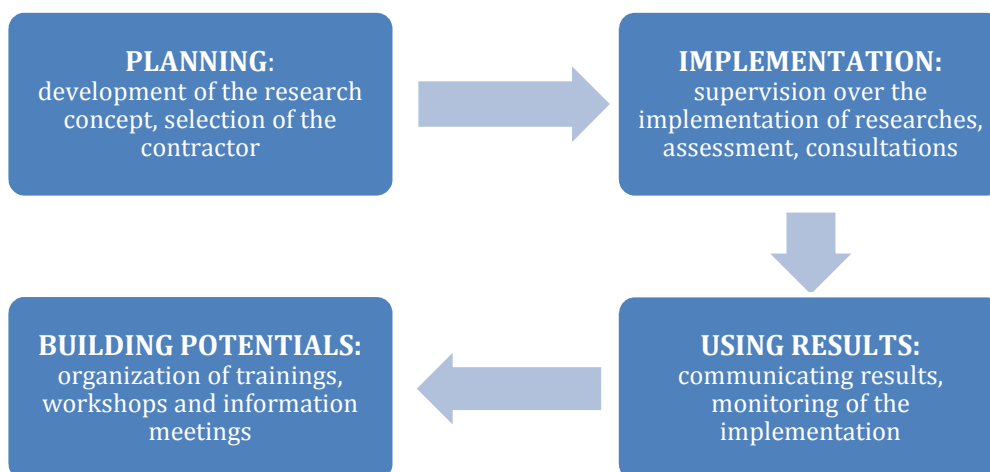 PLANNING:
development of the research
concept, selection of the
contractor
IMPLEMENTATION:
supervision over the
implementation of researches,
assessment, consultations
USING RESULTS:
communicating results,
monitoring of the
implementation
BUILDING POTENTIALS:
organization of trainings,
workshops and information
meetings